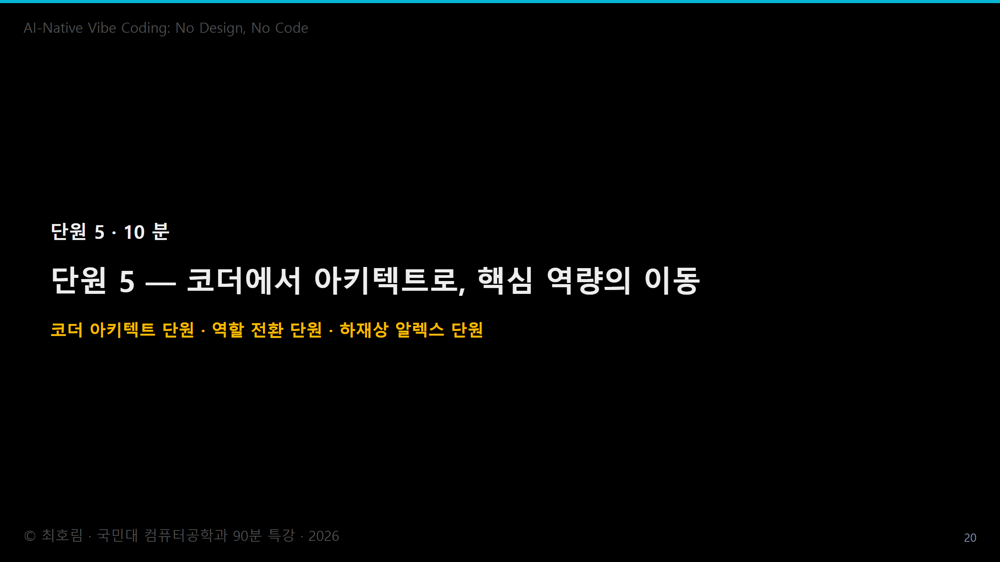 AI-Native Vibe Coding: No Design, No Code
단원 5 · 10 분
단원 5 — 코더에서 아키텍트로, 핵심 역량의 이동
코더 아키텍트 단원 · 역할 전환 단원 · 하재상 알렉스 단원
© 최호림 · 국민대 컴퓨터공학과 90분 특강 · 2026
20